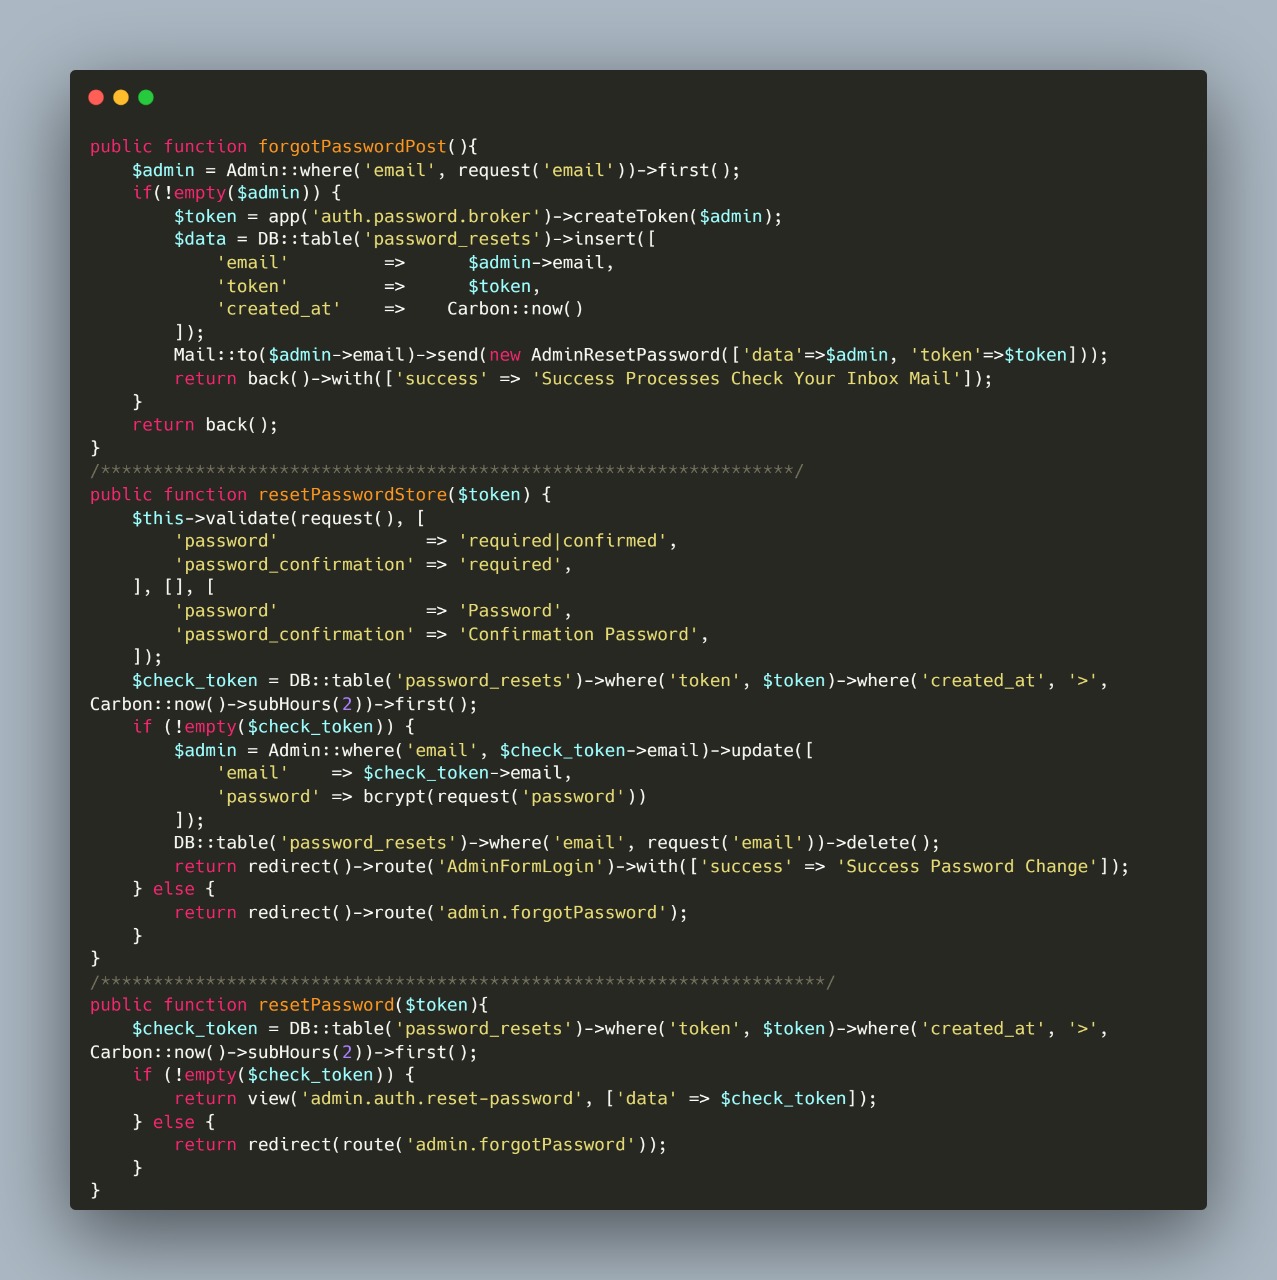 public function forgotPasswordPost(){
    $admin = Admin::where('email', request('email'))->first();
    if(!empty($admin)) {
        $token = app('auth.password.broker')->createToken($admin);
        $data = DB::table('password_resets')->insert([
            'email'         =>      $admin->email,
            'token'         =>      $token,
            'created_at'    =>    Carbon::now()
        ]);
        Mail::to($admin->email)->send(new AdminResetPassword(['data'=>$admin, 'token'=>$token]));
        return back()->with(['success' => 'Success Processes Check Your Inbox Mail']);
    }
    return back();
}
/******************************************************************/
public function resetPasswordStore($token) {
    $this->validate(request(), [
        'password'              => 'required|confirmed',
        'password_confirmation' => 'required',
    ], [], [
        'password'              => 'Password',
        'password_confirmation' => 'Confirmation Password',
    ]);
    $check_token = DB::table('password_resets')->where('token', $token)->where('created_at', '>',
Carbon::now()->subHours(2))->first();
    if (!empty($check_token)) {
        $admin = Admin::where('email', $check_token->email)->update([
            'email'    => $check_token->email,
            'password' => bcrypt(request('password'))
        ]);
        DB::table('password_resets')->where('email', request('email'))->delete();
        return redirect()->route('AdminFormLogin')->with(['success' => 'Success Password Change']);
    } else {
        return redirect()->route('admin.forgotPassword');
    }
}
/*********************************************************************/
public function resetPassword($token){
    $check_token = DB::table('password_resets')->where('token', $token)->where('created_at', '>',
Carbon::now()->subHours(2))->first();
    if (!empty($check_token)) {
        return view('admin.auth.reset-password', ['data' => $check_token]);
    } else {
        return redirect(route('admin.forgotPassword'));
    }
}